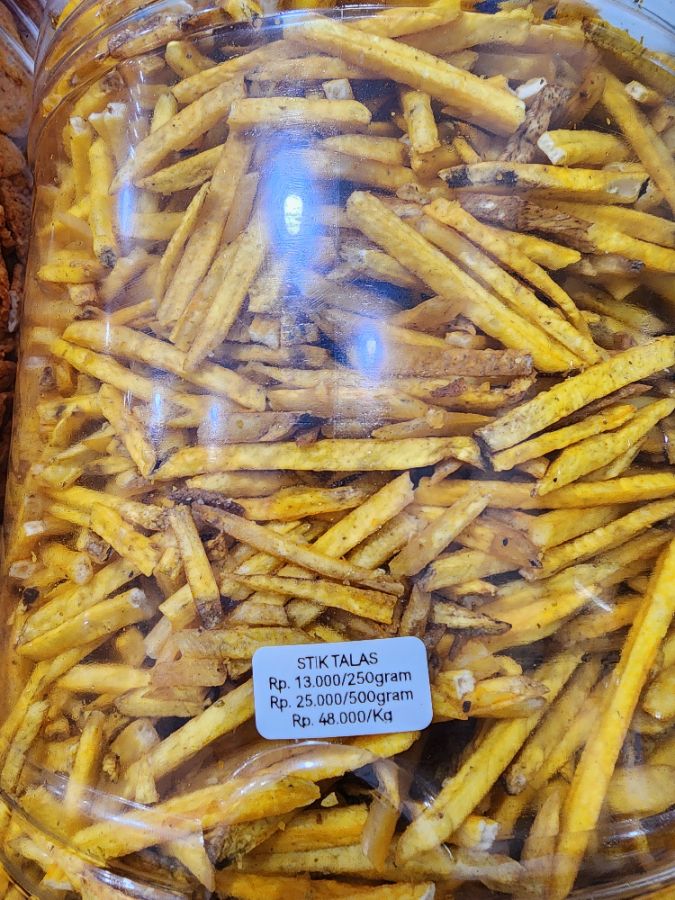 STIK TALAS
Rp. 13.000/250gram
Rp. 25.000/500gram
Rp. 48.000/Kg